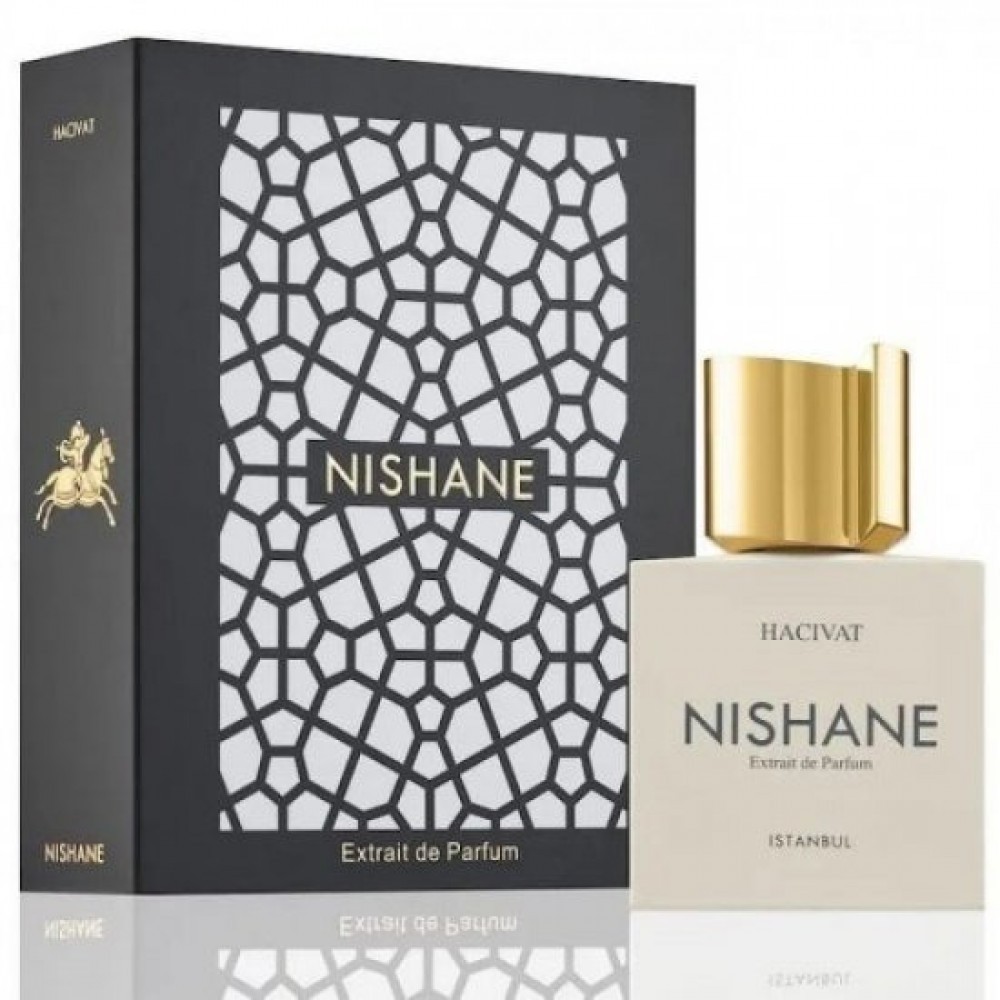 HACIVAT
NISHANE
NISHANE
Extrait de Parfum
HACIVAT
NISHANE
Extrait de Parfum
ISTANBUL